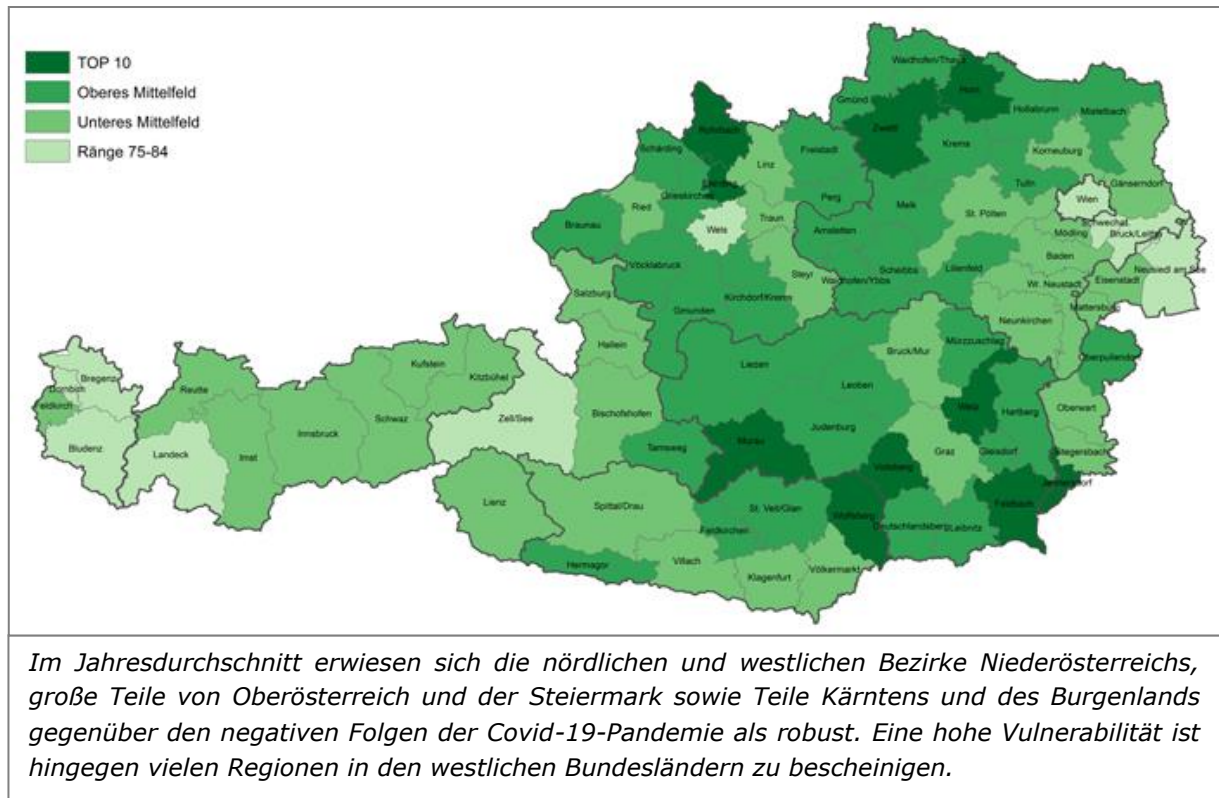 TOP 10
Oberes Mittelfeld
Unteres Mittelfeld
Ränge 75-84
Waidhofen/Thaya
Horn
Gmünd
Hollabrunn
Mistelbach
Zwettl
Rohrbach
Schärding
Linz
Freistadt
Krems
Korneuburg
Gänserndorf
Eferding
Grieskirchen
Perg
Tulln
Wien
Ried
Melk
St. Pölten
Schwechat
Braunau
Wels
Traun
Amstetten
Mödling
Bruck/Leitha
Baden
Vöcklabruck
Steyr
Scheibbs
Lilienfeld
Neusiedl am See
Waidhofen/Ybbs
Wr. Neustadt
Eisenstadt
Salzburg
Kirchdorf/Krems
Gmunden
Mattersburg
Neunkirchen
Hallein
Bruck/Mur
Mürzzuschlag
Oberpullendorf
Kufstein
Liezen
Bregenz
Kitzbühel
Leoben
Dornbirn
Reutte
Feldkirch
Schwaz
Zell/See
Bischofshofen
Weiz
Hartberg
Oberwart
Innsbruck
Judenburg
Bludenz
Landeck
Imst
Tamsweg
Murau
Graz
Gleisdorf
Stegersbach
Voitsberg
Jennersdorf
Lienz
Spittal/Drau
St. Veit/Glan
Feldbach
Wolfsberg
Feldkirchen
Deutschlandsberg
Leibnitz
Hermagor
Villach
Klagenfurt
Völkermarkt
Im Jahresdurchschnitt erwiesen sich die nördlichen und westlichen Bezirke Niederösterreichs,
große Teile von Oberösterreich und der Steiermark sowie Teile Kärntens und des Burgenlands
gegenüber den negativen Folgen der Covid-19-Pandemie als robust. Eine hohe Vulnerabilität ist
hingegen vielen Regionen in den westlichen Bundesländern zu bescheinigen.